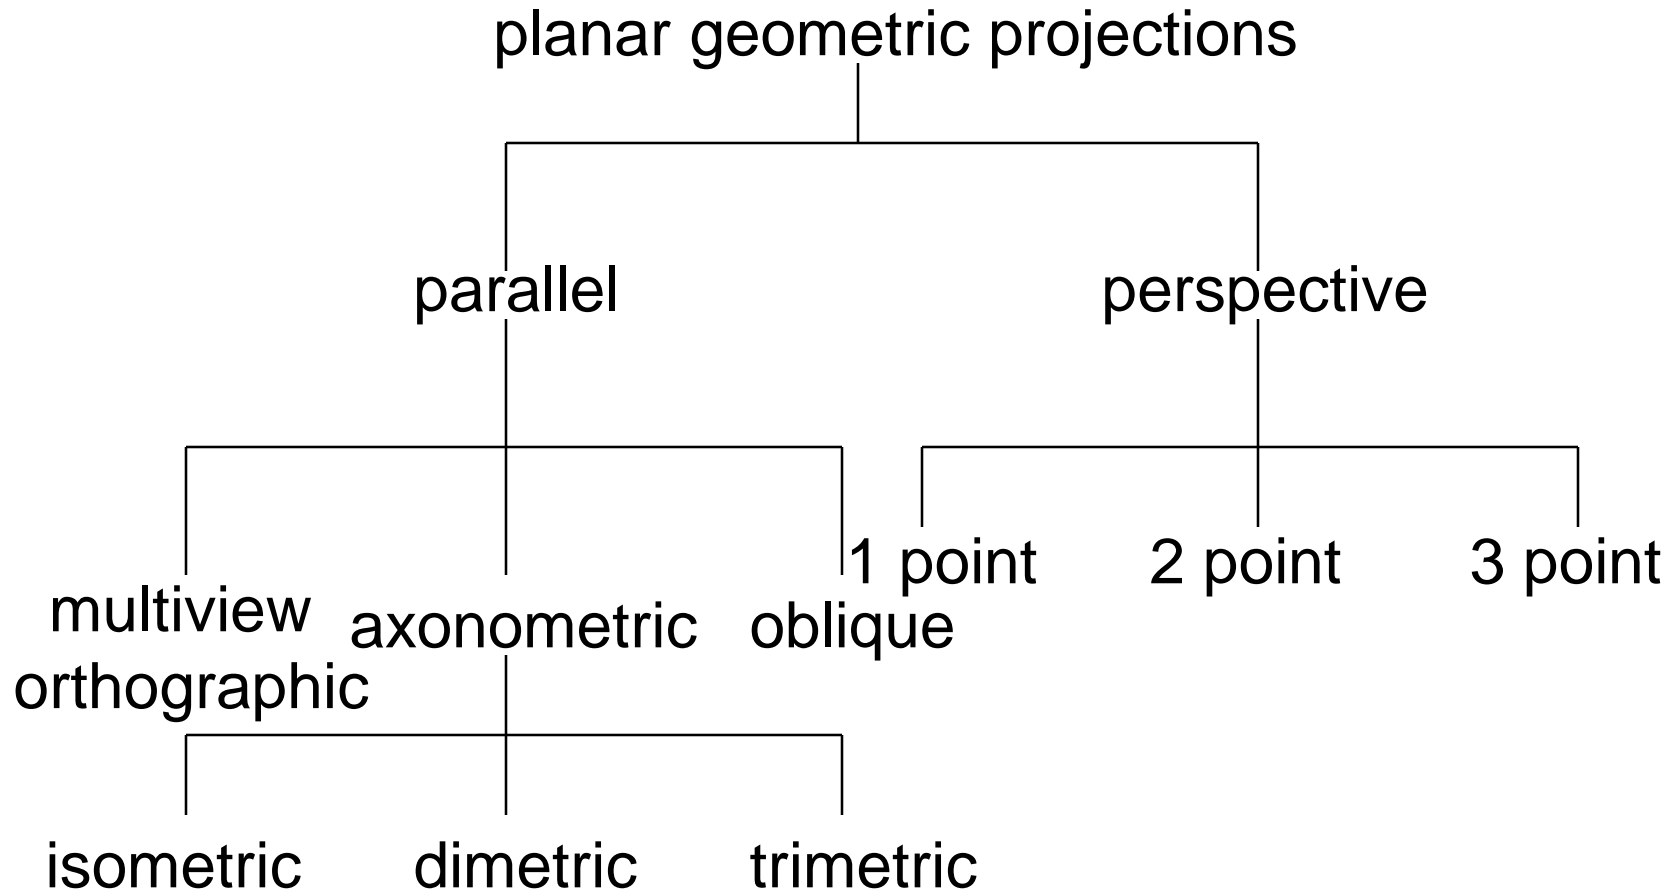 planar geometric projections
parallel
perspective
1 point
2 point
3 point
multiview
orthographic
axonometric
oblique
isometric
dimetric
trimetric